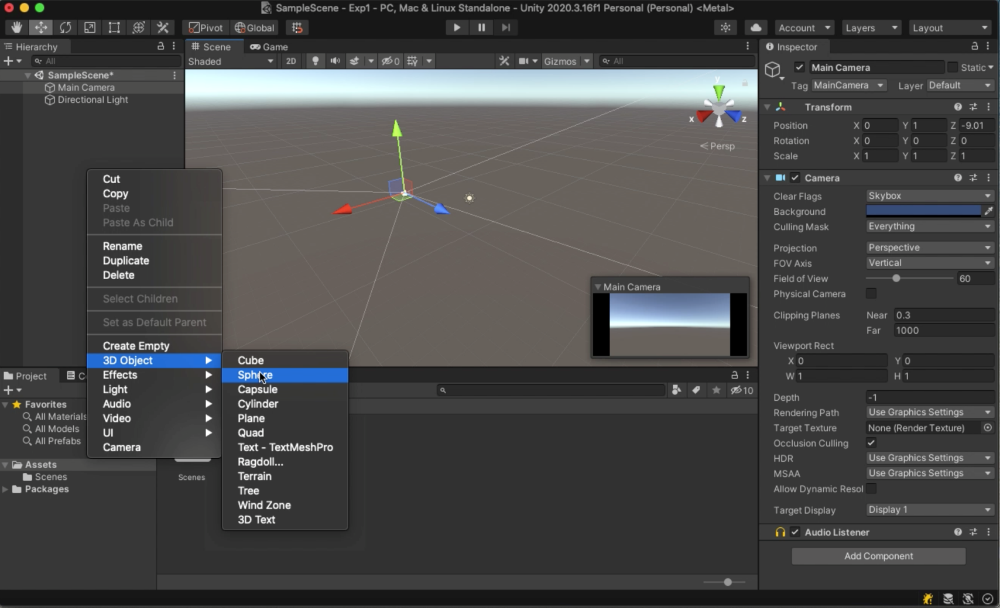 SampleScene - Exp1 - PC, Mac & Linux Standalone - Unity 2020.3.16f1 Personal (Personal) <Metal>
Pivot Global Account Layers Layout
Hierarchy
All
SampleScene*
Main Camera
Directional Light
Scene Game
Shaded 2D 0 Gizmos All
y
x z
Persp
Main Camera
Cut
Copy
Paste
Paste As Child
Rename
Duplicate
Delete
Select Children
Set as Default Parent
Create Empty
3D Object
Effects
Light
Audio
Video
UI
Camera
Cube
Sphere
Capsule
Cylinder
Plane
Quad
Text - TextMeshPro
Ragdoll...
Terrain
Tree
Wind Zone
3D Text
Project
10
Favorites
All Materials
All Models
All Prefabs
Assets
Scenes
Packages
Scenes
Inspector
Main Camera Static
Tag MainCamera Layer Default
Transform
Position X 0 Y 1 Z -9.01
Rotation X 0 Y 0 Z 0
Scale X 1 Y 1 Z 1
Camera
Clear Flags Skybox
Background
Culling Mask Everything
Projection Perspective
FOV Axis Vertical
Field of View 60
Physical Camera
Clipping Planes Near 0.3
Far 1000
Viewport Rect
X 0 Y 0
W 1 H 1
Depth -1
Rendering Path Use Graphics Settings
Target Texture None (Render Texture)
Occlusion Culling
HDR Use Graphics Settings
MSAA Use Graphics Settings
Allow Dynamic Resol
Target Display Display 1
Audio Listener
Add Component